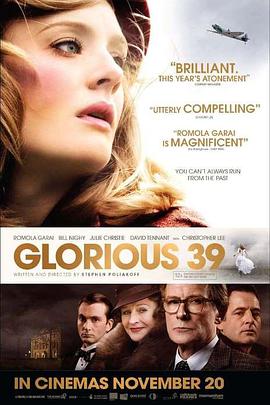 "BRILLIANT.
THIS YEAR'S ATONEMENT"
"UTTERLY COMPELLING"
"ROMOLA GARAI
IS MAGNIFICENT"
YOU CAN'T ALWAYS RUN
FROM THE PAST
ROMOLA GARAI BILL NIGHY JULIE CHRISTIE DAVID TENNANT WITH CHRISTOPHER LEE
GLORIOUS 39
WRITTEN AND DIRECTED BY STEPHEN POLIAKOFF
IN CINEMAS NOVEMBER 20